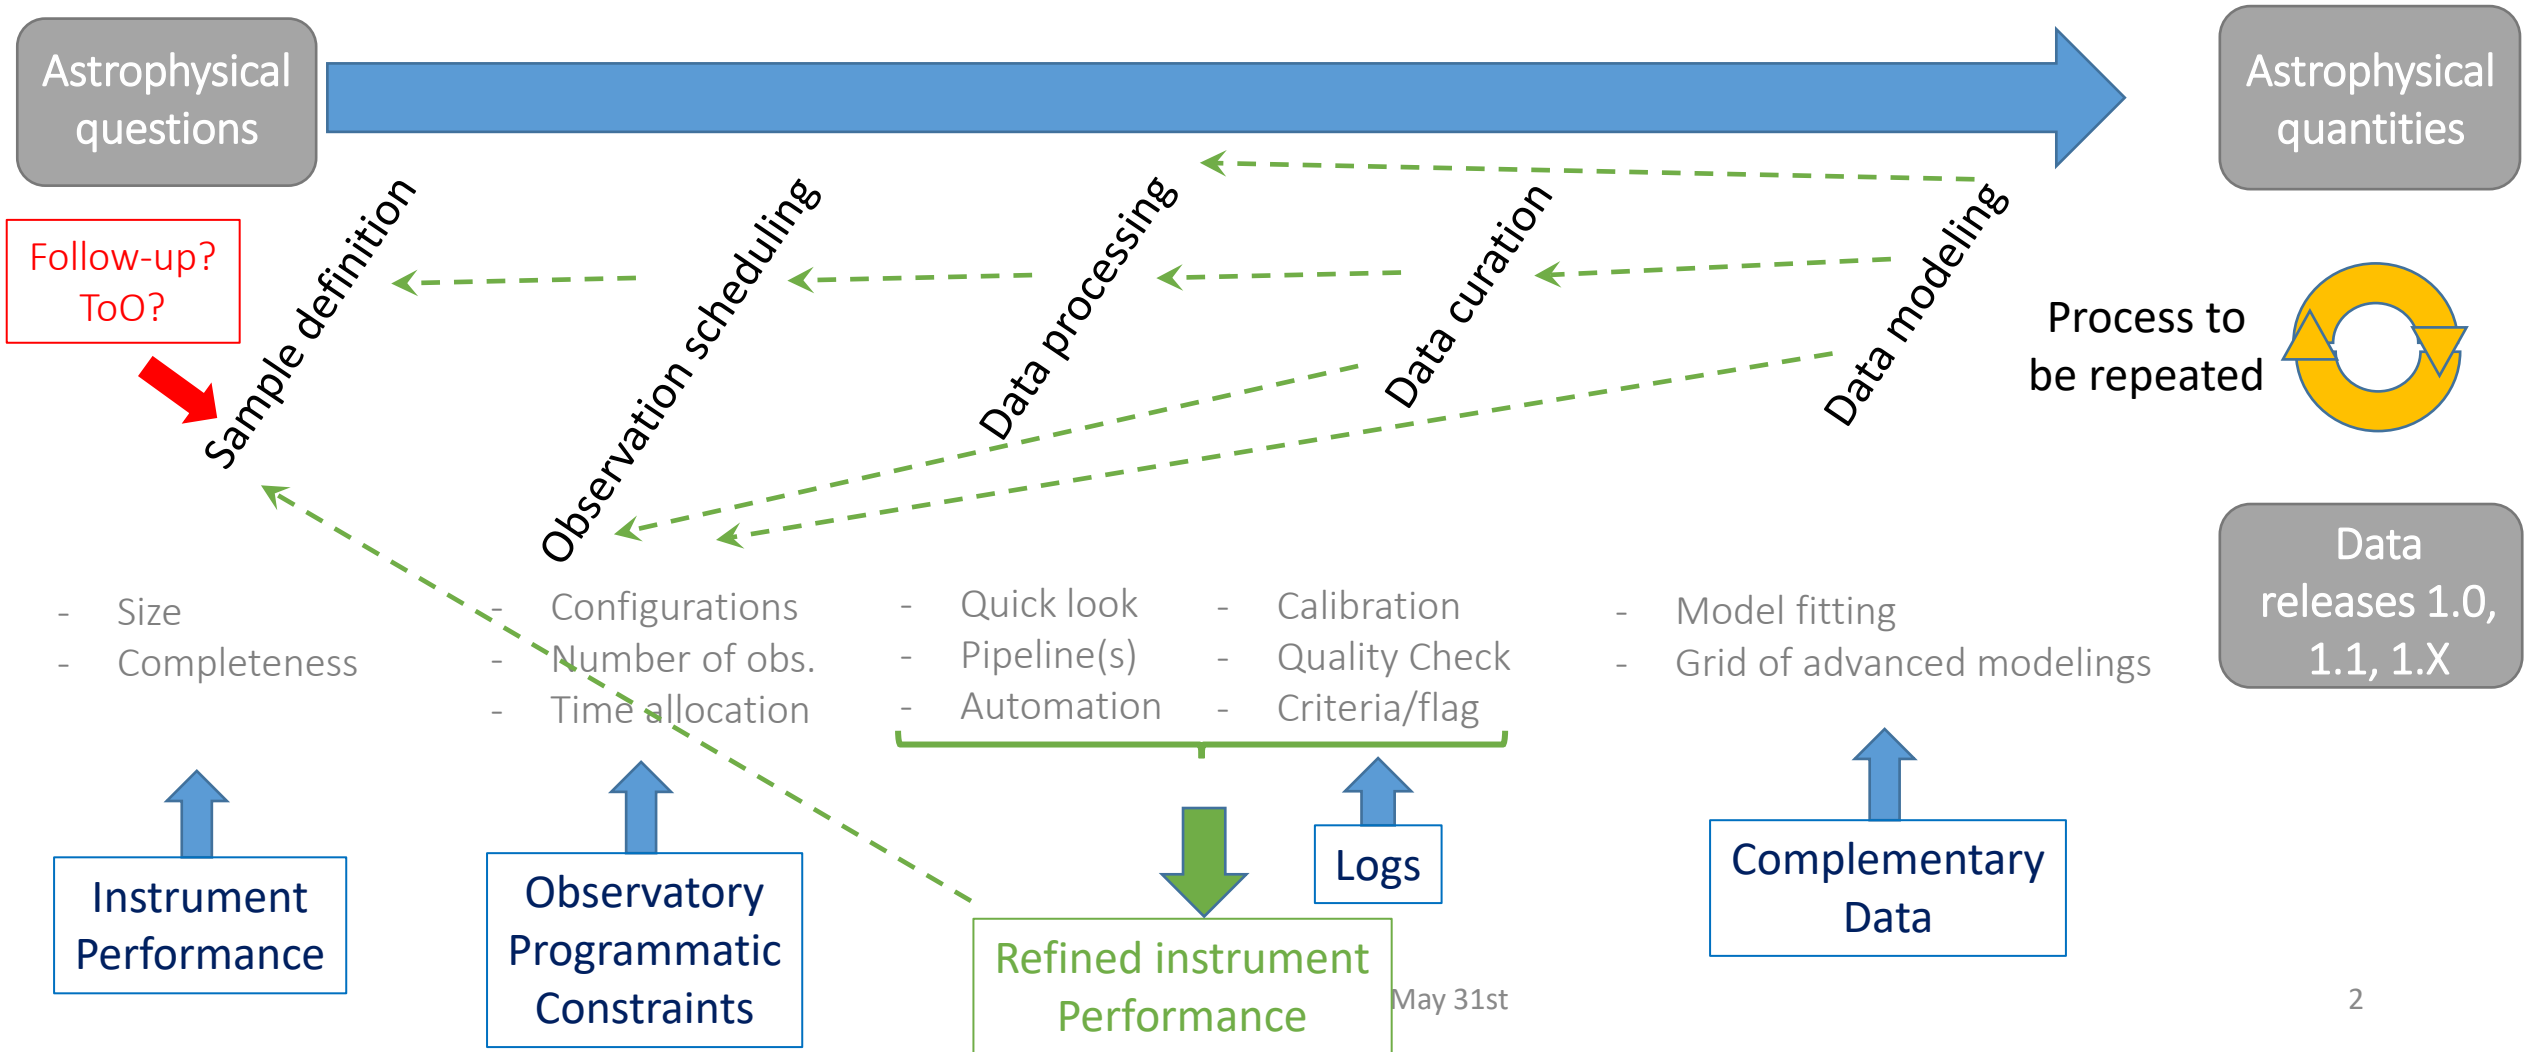 Astrophysical
questions
Astrophysical
quantities
Follow-up?
ToO?
Sample definition
Observation scheduling
Data processing
Data curation
Data modeling
Process to
be repeated
- Size
- Completeness
- Configurations
- Number of obs.
- Time allocation
- Quick look
- Pipeline(s)
- Automation
- Calibration
- Quality Check
- Criteria/flag
- Model fitting
- Grid of advanced modelings
Data
releases 1.0,
1.1, 1.X
Instrument
Performance
Observatory
Programmatic
Constraints
Refined instrument
Performance
Logs
Complementary
Data
May 31st
2